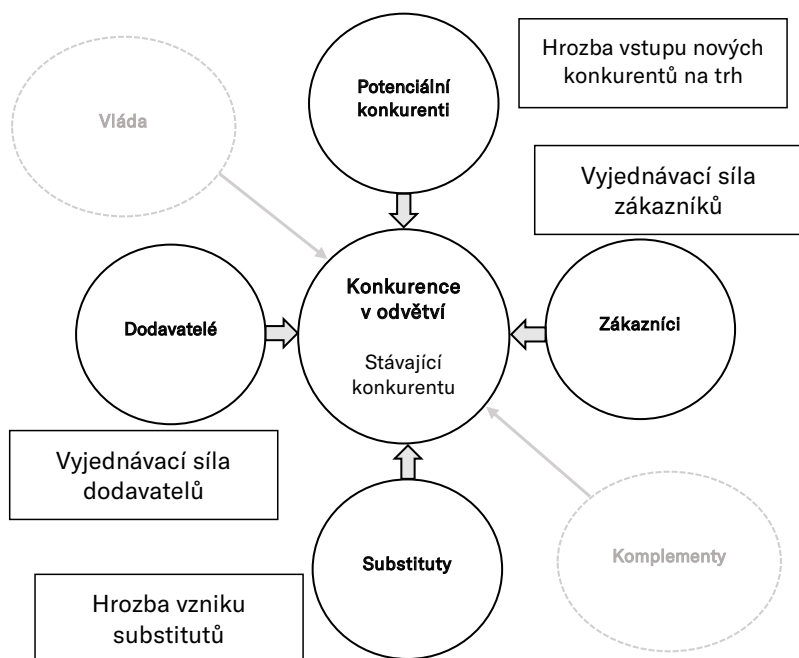 Potenciální
konkurenti
Hrozba vstupu nových
konkurentů na trh
Vláda
Vyjednávací síla
zákazníků
Konkurence
v odvětví
Stávající
konkurentu
Dodavatelé
Zákazníci
Vyjednávací síla
dodavatelů
Substituty
Komplementy
Hrozba vzniku
substitutů